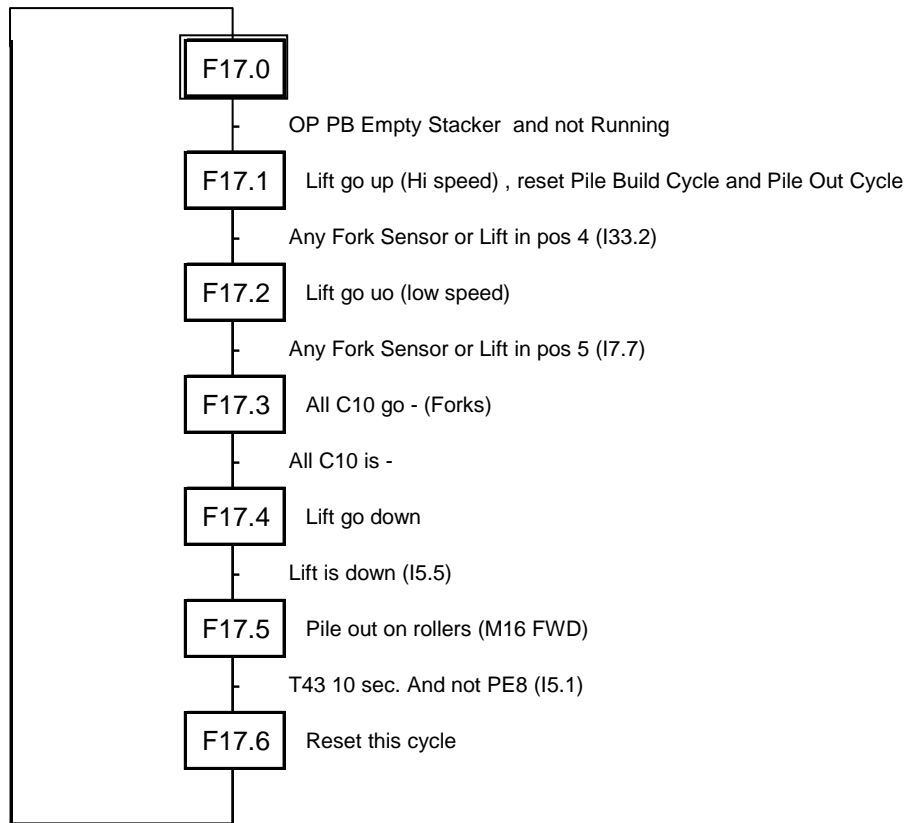 F17.0
OP PB Empty Stacker and not Running
F17.1 Lift go up (Hi speed) , reset Pile Build Cycle and Pile Out Cycle
Any Fork Sensor or Lift in pos 4 (I33.2)
F17.2 Lift go uo (low speed)
Any Fork Sensor or Lift in pos 5 (I7.7)
F17.3 All C10 go - (Forks)
All C10 is -
F17.4 Lift go down
Lift is down (I5.5)
F17.5 Pile out on rollers (M16 FWD)
T43 10 sec. And not PE8 (I5.1)
F17.6 Reset this cycle